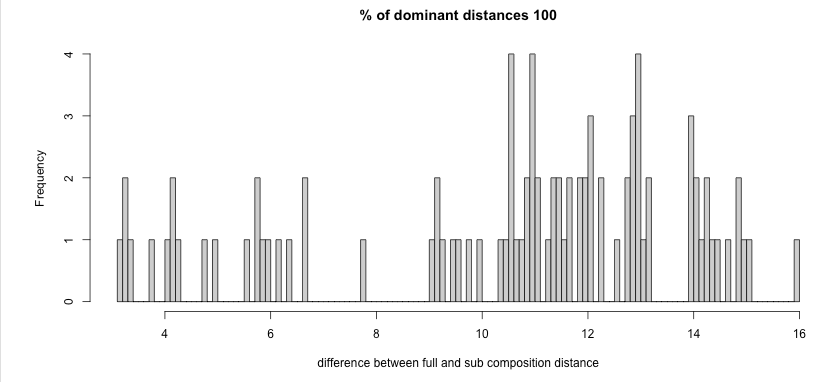 % of dominant distances 100
Frequency
4
3
2
1
0
4 6 8 10 12 14 16
difference between full and sub composition distance